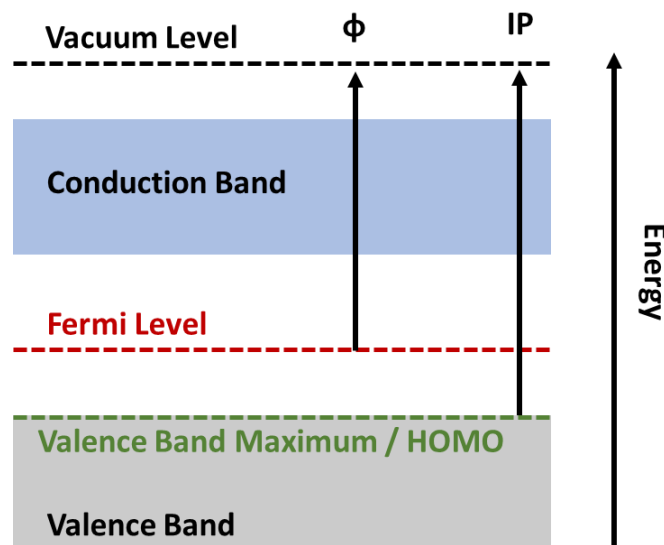 Vacuum Level
ϕ
IP
Conduction Band
Energy
Fermi Level
Valence Band Maximum / HOMO
Valence Band